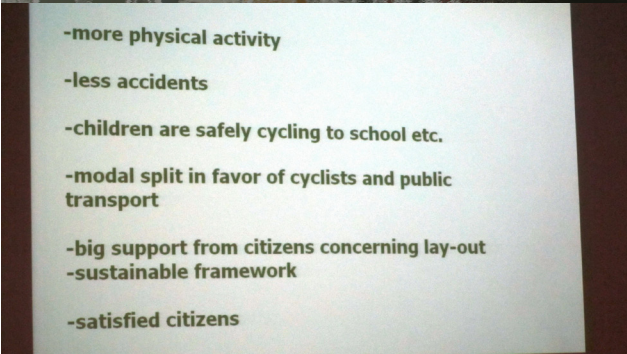 -more physical activity
-less accidents
-children are safely cycling to school etc.
-modal split in favor of cyclists and public
transport
-big support from citizens concerning lay-out
-sustainable framework
-satisfied citizens